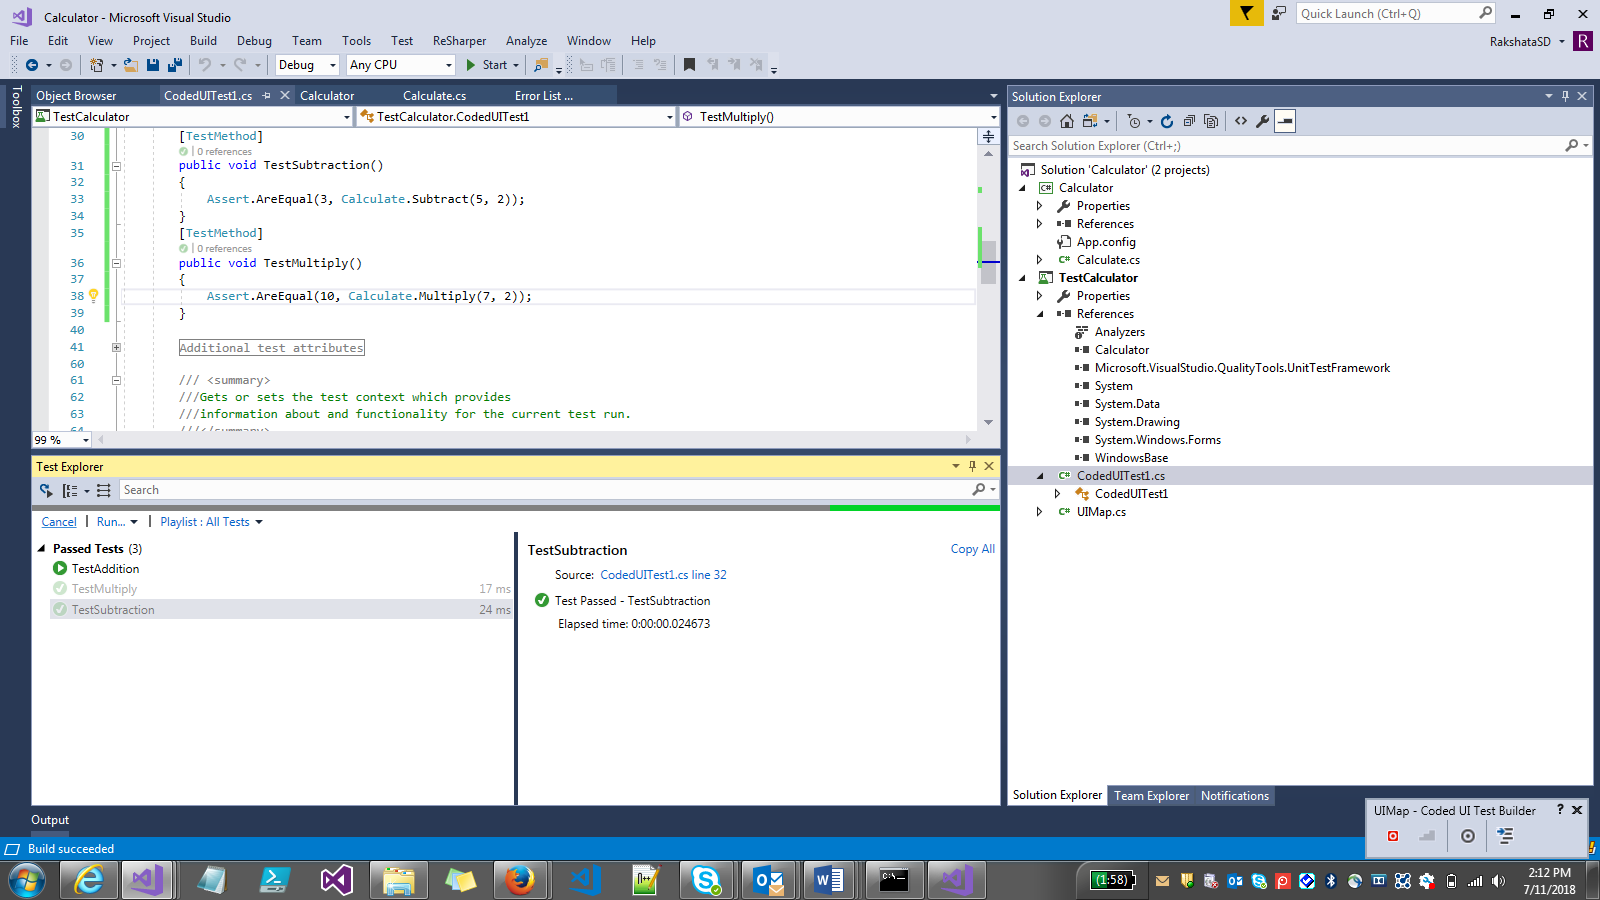 Calculator - Microsoft Visual Studio
Quick Launch (Ctrl+Q)
File Edit View Project Build Debug Team Tools Test ReSharper Analyze Window Help
RakshataSD R
Debug Any CPU Start
Toolbox
Object Browser CodedUITest1.cs Calculator Calculate.cs Error List ...
TestCalculator TestCalculator.CodedUITest1 TestMultiply()
30 [TestMethod]
| 0 references
31 public void TestSubtraction()
32 {
33 Assert.AreEqual(3, Calculate.Subtract(5, 2));
34 }
35 [TestMethod]
| 0 references
36 public void TestMultiply()
37 {
38 Assert.AreEqual(10, Calculate.Multiply(7, 2));
39 }
40
41 Additional test attributes
60
61 /// <summary>
62 ///Gets or sets the test context which provides
63 ///information about and functionality for the current test run.
64 ///</summary>
99 %
Test Explorer
Search
Cancel | Run... | Playlist : All Tests
Passed Tests (3)
TestAddition
TestMultiply 17 ms
TestSubtraction 24 ms
TestSubtraction Copy All
Source: CodedUITest1.cs line 32
Test Passed - TestSubtraction
Elapsed time: 0:00:00.024673
Solution Explorer
Search Solution Explorer (Ctrl+;)
Solution 'Calculator' (2 projects)
C# Calculator
Properties
References
App.config
C# Calculate.cs
TestCalculator
Properties
References
Analyzers
Calculator
Microsoft.VisualStudio.QualityTools.UnitTestFramework
System
System.Data
System.Drawing
System.Windows.Forms
WindowsBase
C# CodedUITest1.cs
CodedUITest1
C# UIMap.cs
Solution Explorer Team Explorer Notifications
UIMap - Coded UI Test Builder ?
Output
Build succeeded
(1:58)
2:12 PM
7/11/2018